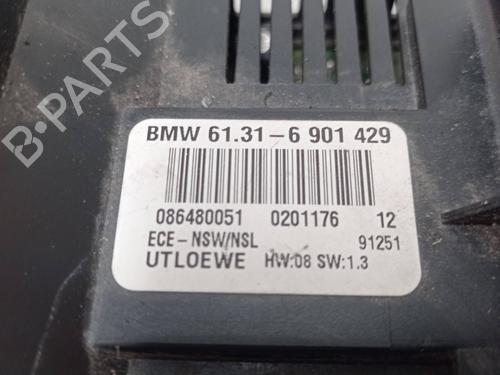 B-PARTS
BMW 61.31-6 901 429
086480051 0201176 12
ECE-NSW/NSL 91251
UTLOEWE HW:08 SW:1.3